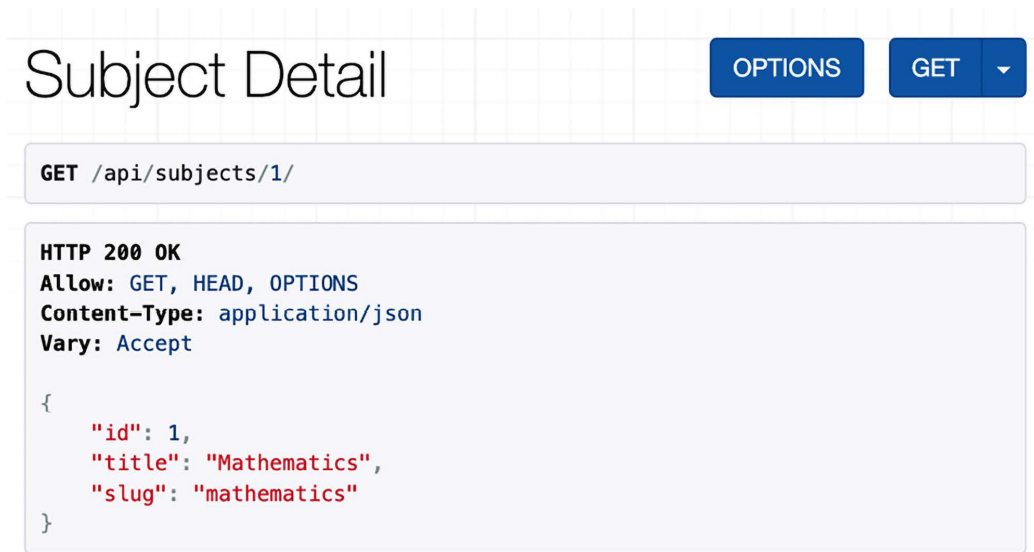 Subject Detail
OPTIONS
GET
GET /api/subjects/1/
HTTP 200 OK
Allow: GET, HEAD, OPTIONS
Content-Type: application/json
Vary: Accept
{
    "id": 1,
    "title": "Mathematics",
    "slug": "mathematics"
}